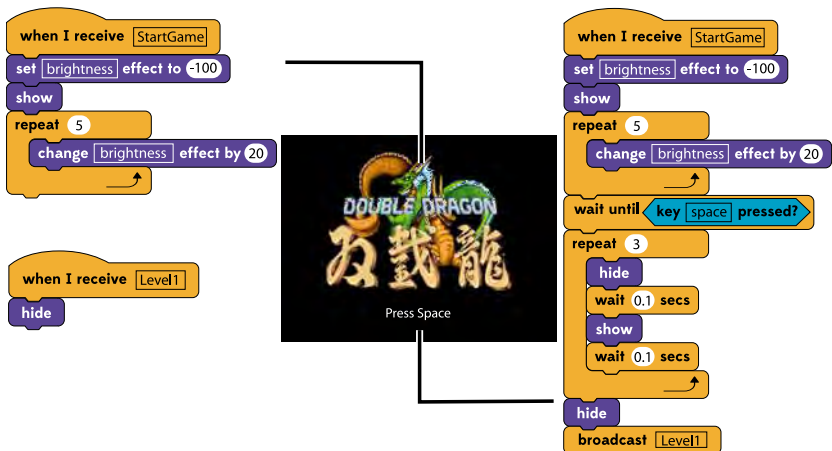 when I receive StartGame
set brightness effect to -100
show
repeat 5
change brightness effect by 20
when I receive Level1
hide
DOUBLE DRAGON
双截龍
Press Space
when I receive StartGame
set brightness effect to -100
show
repeat 5
change brightness effect by 20
wait until key space pressed?
repeat 3
hide
wait 0.1 secs
show
wait 0.1 secs
hide
broadcast Level1